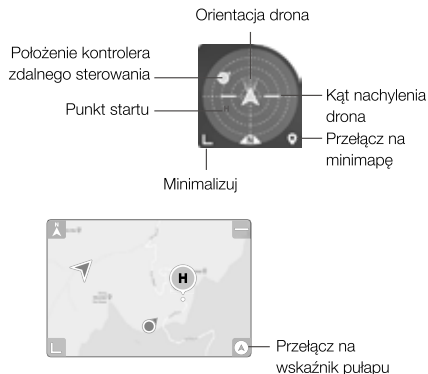 Orientacja drona
Położenie kontrolera
zdalnego sterowania
Punkt startu
Kąt nachylenia
drona
Przełącz na
minimapę
Minimalizuj
N
N
H
Przełącz na
wskaźnik pułapu